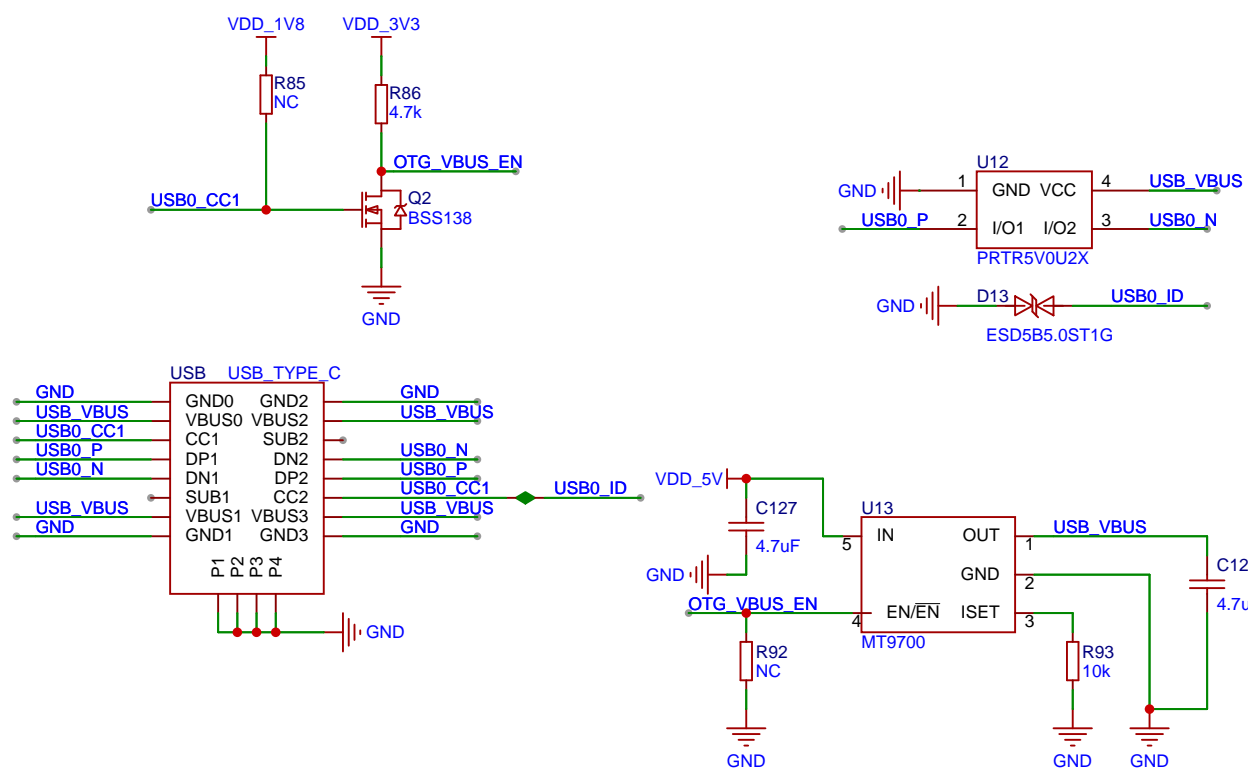 VDD_1V8
VDD_3V3
R85
NC
R86
4.7k
OTG_VBUS_EN
USB0_CC1
Q2
BSS138
GND
U12
GND
1
GND
VCC
4
USB_VBUS
USB0_P
2
I/O1
I/O2
3
USB0_N
PRTR5V0U2X
GND
D13
USB0_ID
ESD5B5.0ST1G
USB
USB_TYPE_C
GND
GND0
GND2
GND
USB_VBUS
VBUS0
VBUS2
USB_VBUS
USB0_CC1
CC1
SUB2
USB0_P
DP1
DN2
USB0_N
USB0_N
DN1
DP2
USB0_P
SUB1
CC2
USB0_CC1
USB0_ID
USB_VBUS
VBUS1
VBUS3
USB_VBUS
GND
GND1
GND3
GND
P1
P2
P3
P4
GND
VDD_5V
C127
4.7uF
GND
U13
5
IN
OUT
1
USB_VBUS
GND
2
OTG_VBUS_EN
4
EN/EN
ISET
3
MT9700
C12
4.7u
R92
NC
R93
10k
GND
GND
GND